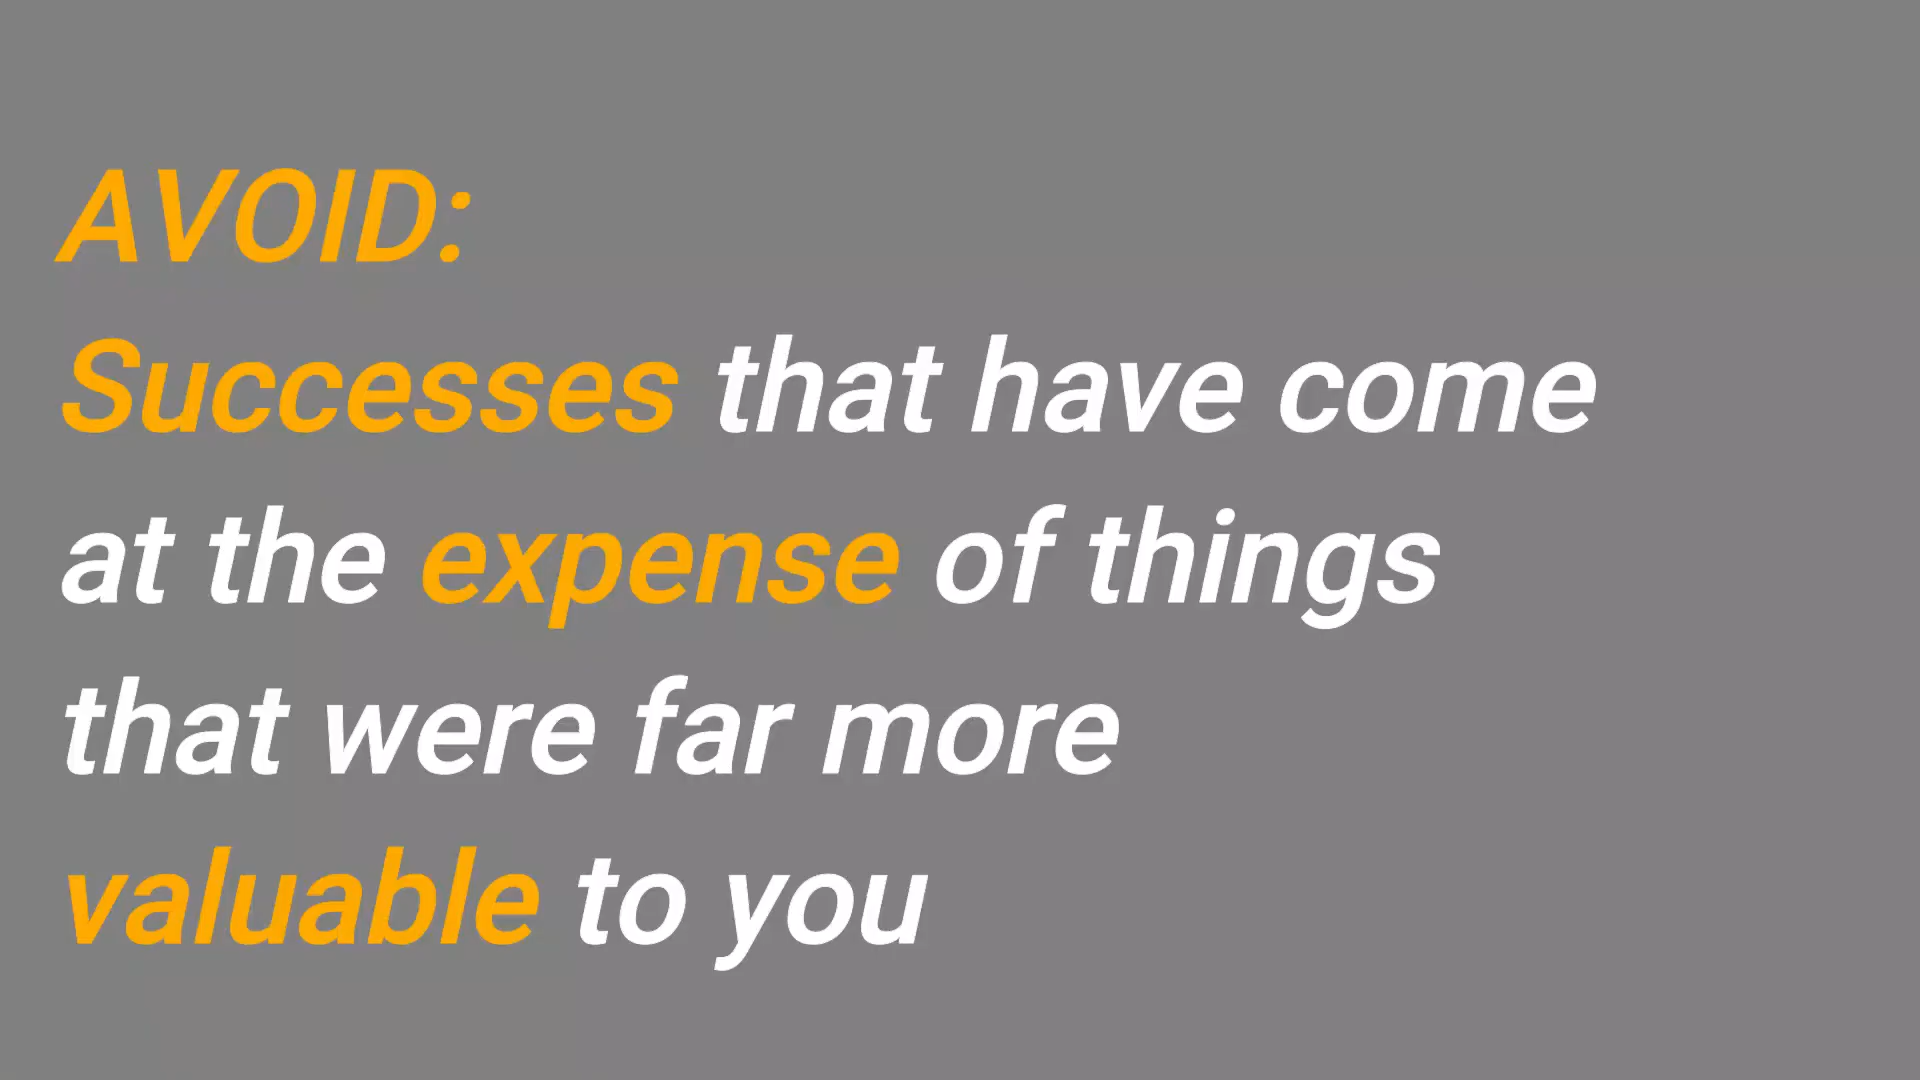 AVOID:
Successes that have come
at the expense of things
that were far more
valuable to you